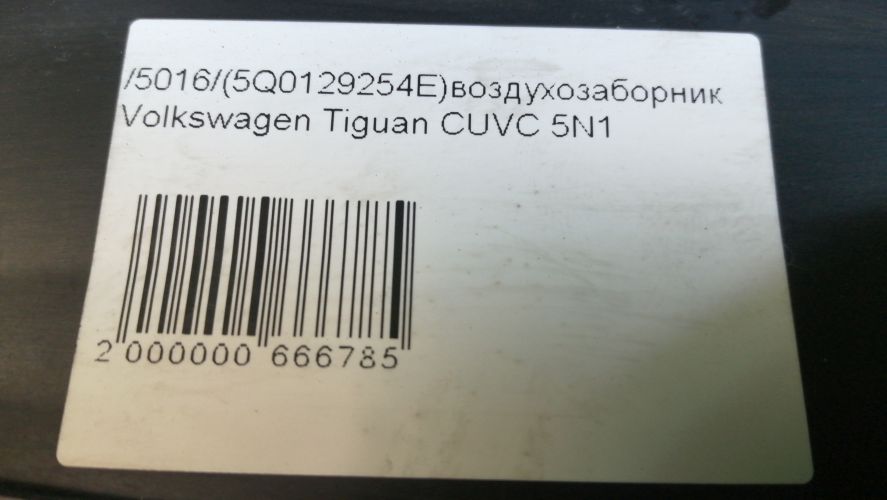 /5016/(5Q0129254E)воздухозаборник
Volkswagen Tiguan CUVC 5N1
2 000000 666785